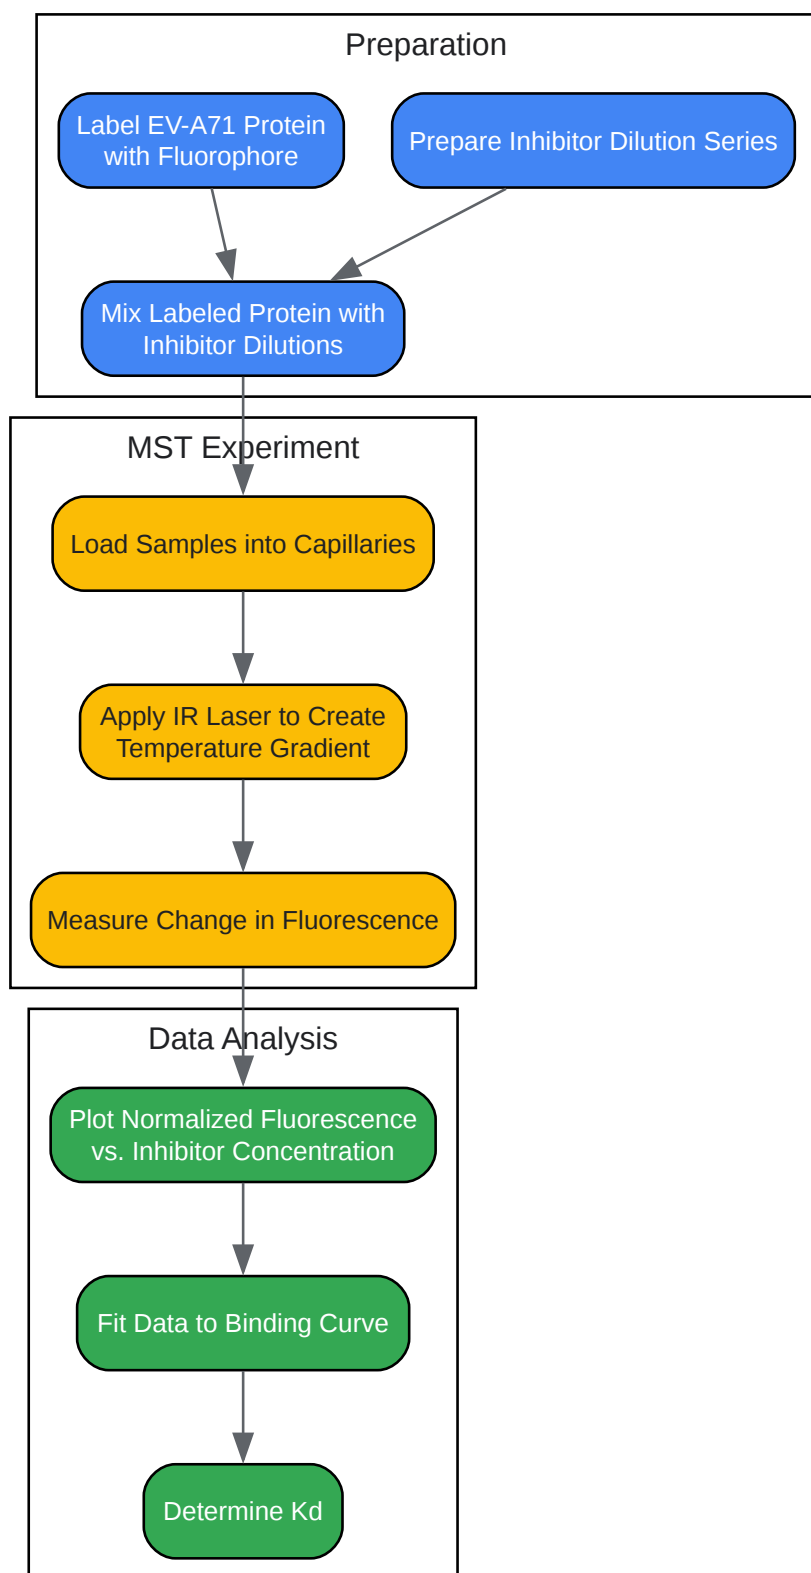 Preparation
Label EV-A71 Protein
with Fluorophore
Prepare Inhibitor Dilution Series
Mix Labeled Protein with
Inhibitor Dilutions
MST Experiment
Load Samples into Capillaries
Apply IR Laser to Create
Temperature Gradient
Measure Change in Fluorescence
Data Analysis
Plot Normalized Fluorescence
vs. Inhibitor Concentration
Fit Data to Binding Curve
Determine Kd